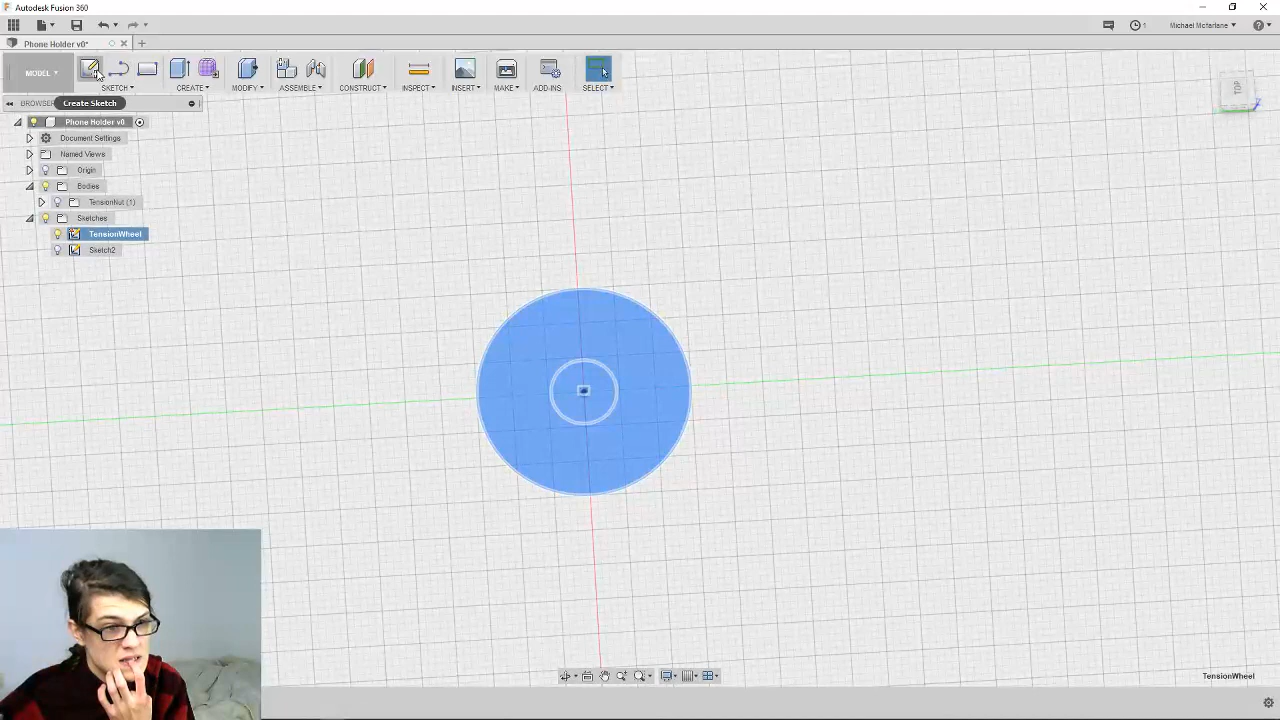 Autodesk Fusion 360
Michael Mcfarlane
Phone Holder v0*
MODEL
SKETCH
CREATE
MODIFY
ASSEMBLE
CONSTRUCT
INSPECT
INSERT
MAKE
ADD-INS
SELECT
BROWSER
Create Sketch
Phone Holder v0
Document Settings
Named Views
Origin
Bodies
TensionNut (1)
Sketches
TensionWheel
Sketch2
TensionWheel